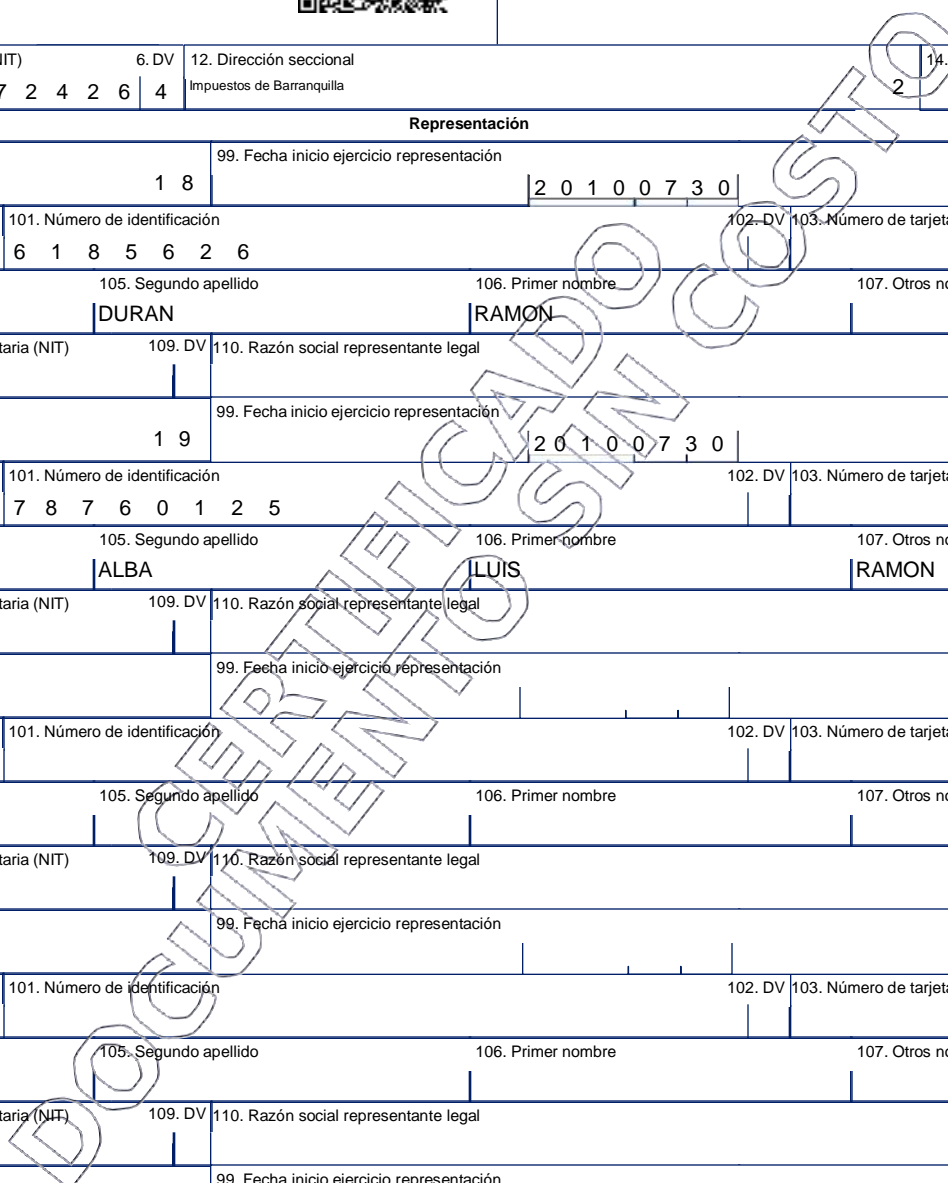 IT) 6. DV 12. Dirección seccional 14.
7 2 4 2 6 4 Impuestos de Barranquilla 2
Representación
99. Fecha inicio ejercicio representación
1 8 2 0 1 0 0 7 3 0
101. Número de identificación 102. DV 103. Número de tarjeta
6 1 8 5 6 2 6
105. Segundo apellido 106. Primer nombre 107. Otros no
DURAN RAMON
taria (NIT) 109. DV 110. Razón social representante legal
99. Fecha inicio ejercicio representación
1 9 2 0 1 0 0 7 3 0
101. Número de identificación 102. DV 103. Número de tarjeta
7 8 7 6 0 1 2 5
105. Segundo apellido 106. Primer nombre 107. Otros no
ALBA LUIS RAMON
taria (NIT) 109. DV 110. Razón social representante legal
99. Fecha inicio ejercicio representación
101. Número de identificación 102. DV 103. Número de tarjeta
105. Segundo apellido 106. Primer nombre 107. Otros no
taria (NIT) 109. DV 110. Razón social representante legal
99. Fecha inicio ejercicio representación
101. Número de identificación 102. DV 103. Número de tarjeta
105. Segundo apellido 106. Primer nombre 107. Otros no
taria (NIT) 109. DV 110. Razón social representante legal
99. Fecha inicio ejercicio representación
CERTIFICADO
DOCUMENTO SIN COSTO